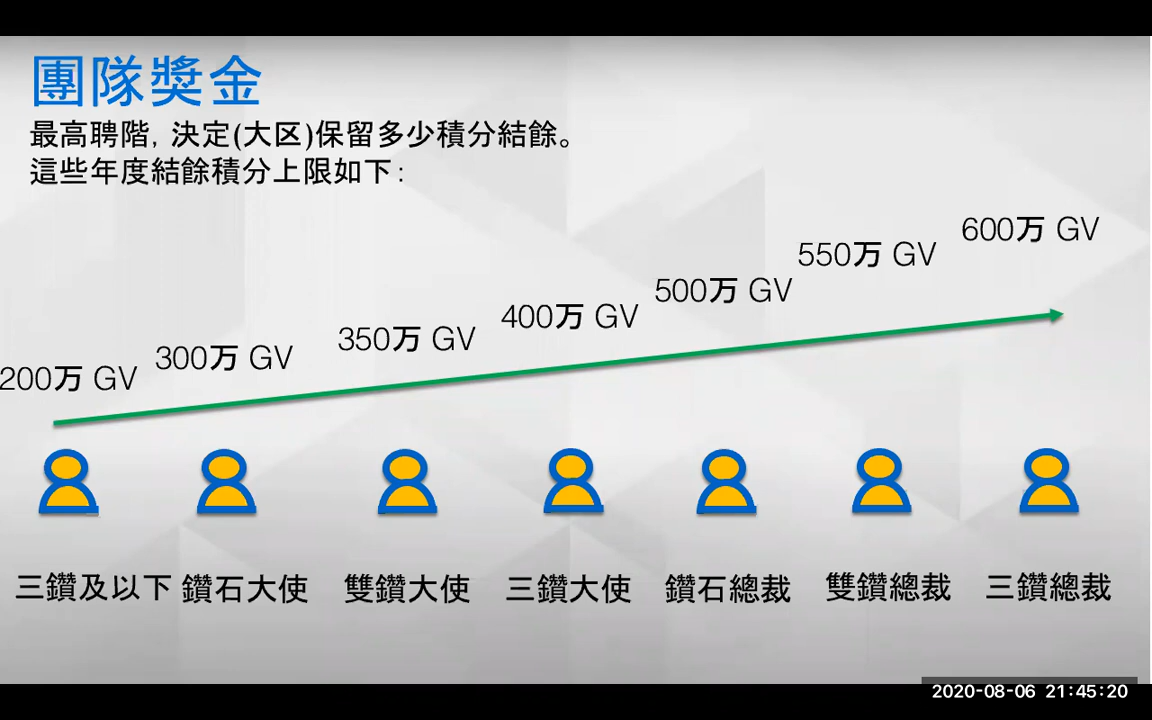 團隊獎金
最高聘階, 決定(大区)保留多少積分結餘。
這些年度結餘積分上限如下:
200万 GV
300万 GV
350万 GV
400万 GV
500万 GV
550万 GV
600万 GV
三鑽及以下
鑽石大使
雙鑽大使
三鑽大使
鑽石總裁
雙鑽總裁
三鑽總裁
2020-08-06 21:45:20